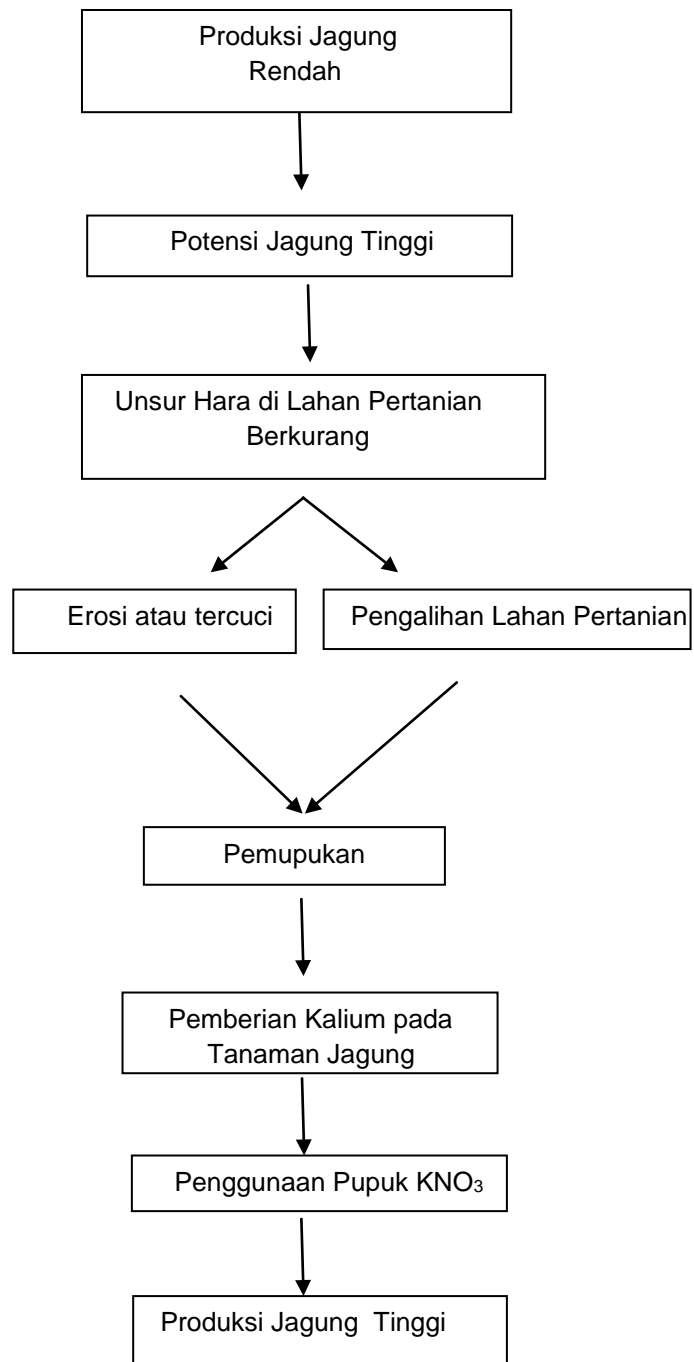 Produksi Jagung
Rendah
Potensi Jagung Tinggi
Unsur Hara di Lahan Pertanian
Berkurang
Erosi atau tercuci
Pengalihan Lahan Pertanian
Pemupukan
Pemberian Kalium pada
Tanaman Jagung
Penggunaan Pupuk KNO₃
Produksi Jagung Tinggi